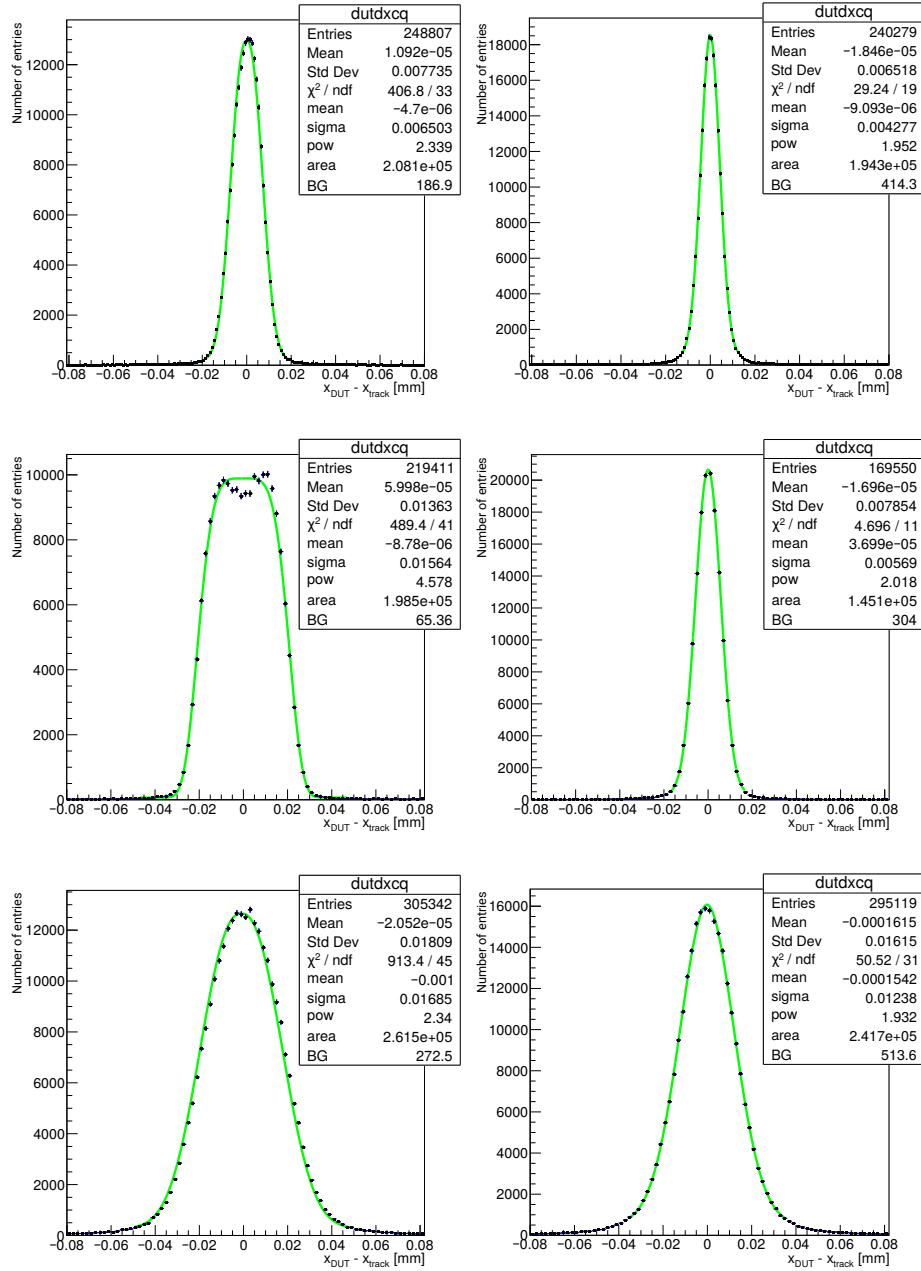 dutdxcq
Entries 248807
Mean 1.092e-05
Std Dev 0.007735
χ² / ndf 406.8 / 33
mean −4.7e-06
sigma 0.006503
pow 2.339
area 2.081e+05
BG 186.9
Number of entries
12000
10000
8000
6000
4000
2000
0
−0.08 −0.06 −0.04 −0.02 0 0.02 0.04 0.06 0.08
x_DUT - x_track [mm]
dutdxcq
Entries 240279
Mean −1.846e-05
Std Dev 0.006518
χ² / ndf 29.24 / 19
mean −9.093e-06
sigma 0.004277
pow 1.952
area 1.943e+05
BG 414.3
Number of entries
18000
16000
14000
12000
10000
8000
6000
4000
2000
0
−0.08 −0.06 −0.04 −0.02 0 0.02 0.04 0.06 0.08
x_DUT - x_track [mm]
dutdxcq
Entries 219411
Mean 5.998e-05
Std Dev 0.01363
χ² / ndf 489.4 / 41
mean −8.78e-06
sigma 0.01564
pow 4.578
area 1.985e+05
BG 65.36
Number of entries
10000
8000
6000
4000
2000
0
−0.08 −0.06 −0.04 −0.02 0 0.02 0.04 0.06 0.08
x_DUT - x_track [mm]
dutdxcq
Entries 169550
Mean −1.696e-05
Std Dev 0.007854
χ² / ndf 4.696 / 11
mean 3.699e-05
sigma 0.00569
pow 2.018
area 1.451e+05
BG 304
Number of entries
20000
18000
16000
14000
12000
10000
8000
6000
4000
2000
0
−0.08 −0.06 −0.04 −0.02 0 0.02 0.04 0.06 0.08
x_DUT - x_track [mm]
dutdxcq
Entries 305342
Mean −2.052e-05
Std Dev 0.01809
χ² / ndf 913.4 / 45
mean −0.001
sigma 0.01685
pow 2.34
area 2.615e+05
BG 272.5
Number of entries
12000
10000
8000
6000
4000
2000
0
−0.08 −0.06 −0.04 −0.02 0 0.02 0.04 0.06 0.08
x_DUT - x_track [mm]
dutdxcq
Entries 295119
Mean −0.0001615
Std Dev 0.01615
χ² / ndf 50.52 / 31
mean −0.0001542
sigma 0.01238
pow 1.932
area 2.417e+05
BG 513.6
Number of entries
16000
14000
12000
10000
8000
6000
4000
2000
0
−0.08 −0.06 −0.04 −0.02 0 0.02 0.04 0.06 0.08
x_DUT - x_track [mm]